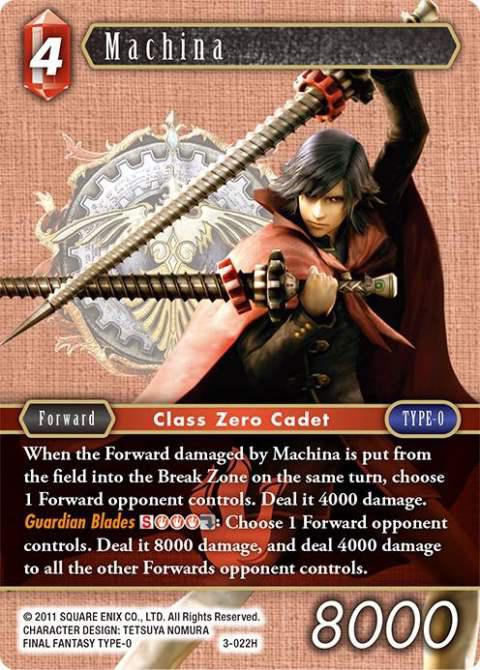 4
Machina
Forward
Class Zero Cadet
TYPE-0
When the Forward damaged by Machina is put from
the field into the Break Zone on the same turn, choose
1 Forward opponent controls. Deal it 4000 damage.
Guardian Blades S: Choose 1 Forward opponent
controls. Deal it 8000 damage, and deal 4000 damage
to all the other Forwards opponent controls.
© 2011 SQUARE ENIX CO., LTD. All Rights Reserved.
CHARACTER DESIGN: TETSUYA NOMURA
FINAL FANTASY TYPE-0
3-022H
8000